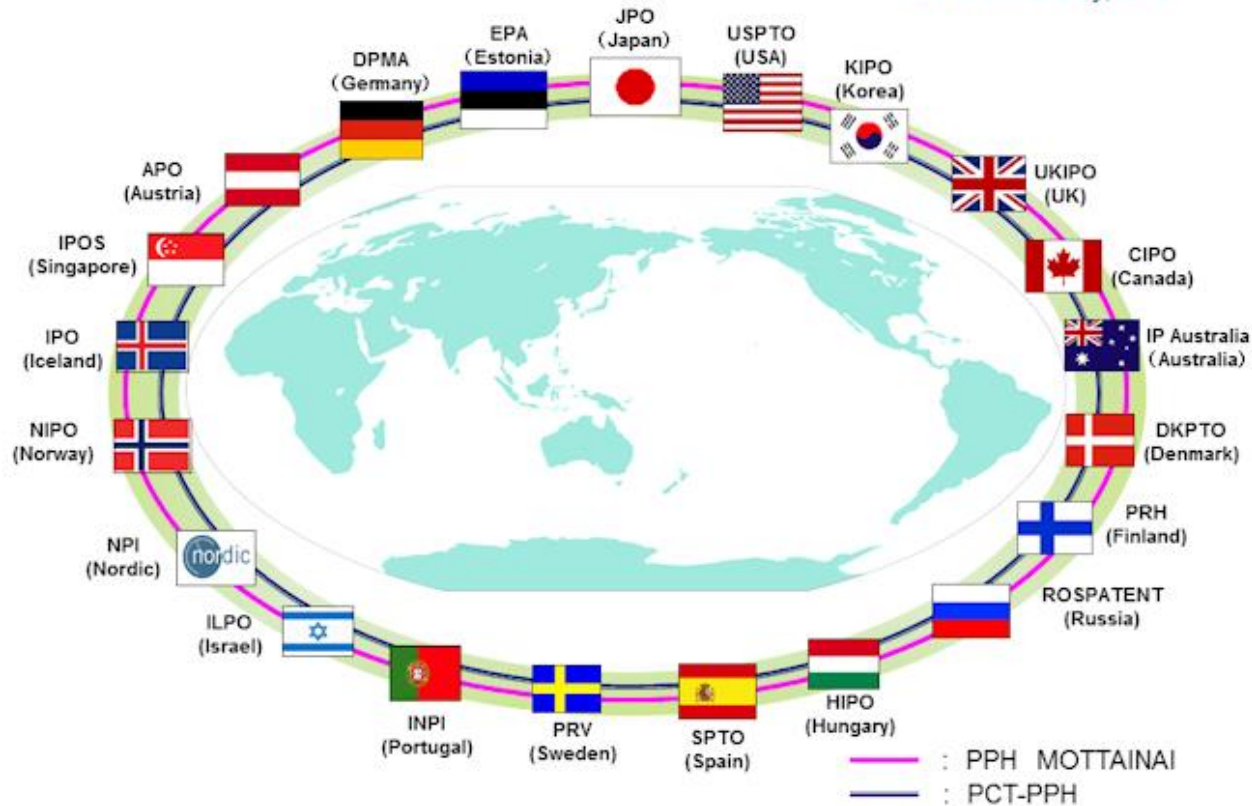 JPO
(Japan)
USPTO
(USA)
KIPO
(Korea)
UKIPO
(UK)
CIPO
(Canada)
IP Australia
(Australia)
DKPTO
(Denmark)
PRH
(Finland)
ROSPATENT
(Russia)
HIPO
(Hungary)
SPTO
(Spain)
PRV
(Sweden)
INPI
(Portugal)
ILPO
(Israel)
NPI
(Nordic)
nordic
NIPO
(Norway)
IPO
(Iceland)
IPOS
(Singapore)
APO
(Austria)
DPMA
(Germany)
EPA
(Estonia)
: PPH MOTTAINAI
: PCT-PPH